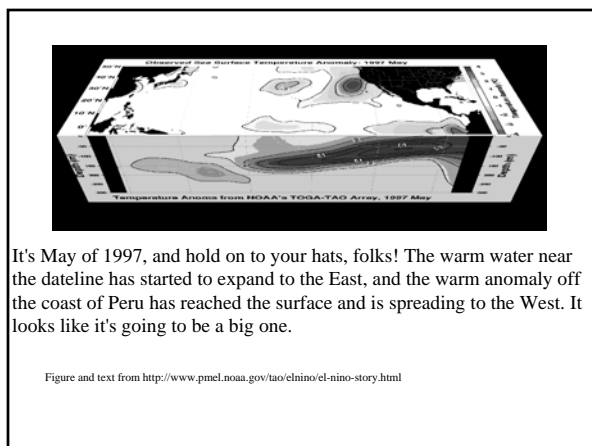 Observed Sea Surface Temperature Anomaly: 1997 May
Temperature Anoms from NOAA's TOGA-TAO Array, 1997 May
It's May of 1997, and hold on to your hats, folks! The warm water near
the dateline has started to expand to the East, and the warm anomaly off
the coast of Peru has reached the surface and is spreading to the West. It
looks like it's going to be a big one.
Figure and text from http://www.pmel.noaa.gov/tao/elnino/el-nino-story.html